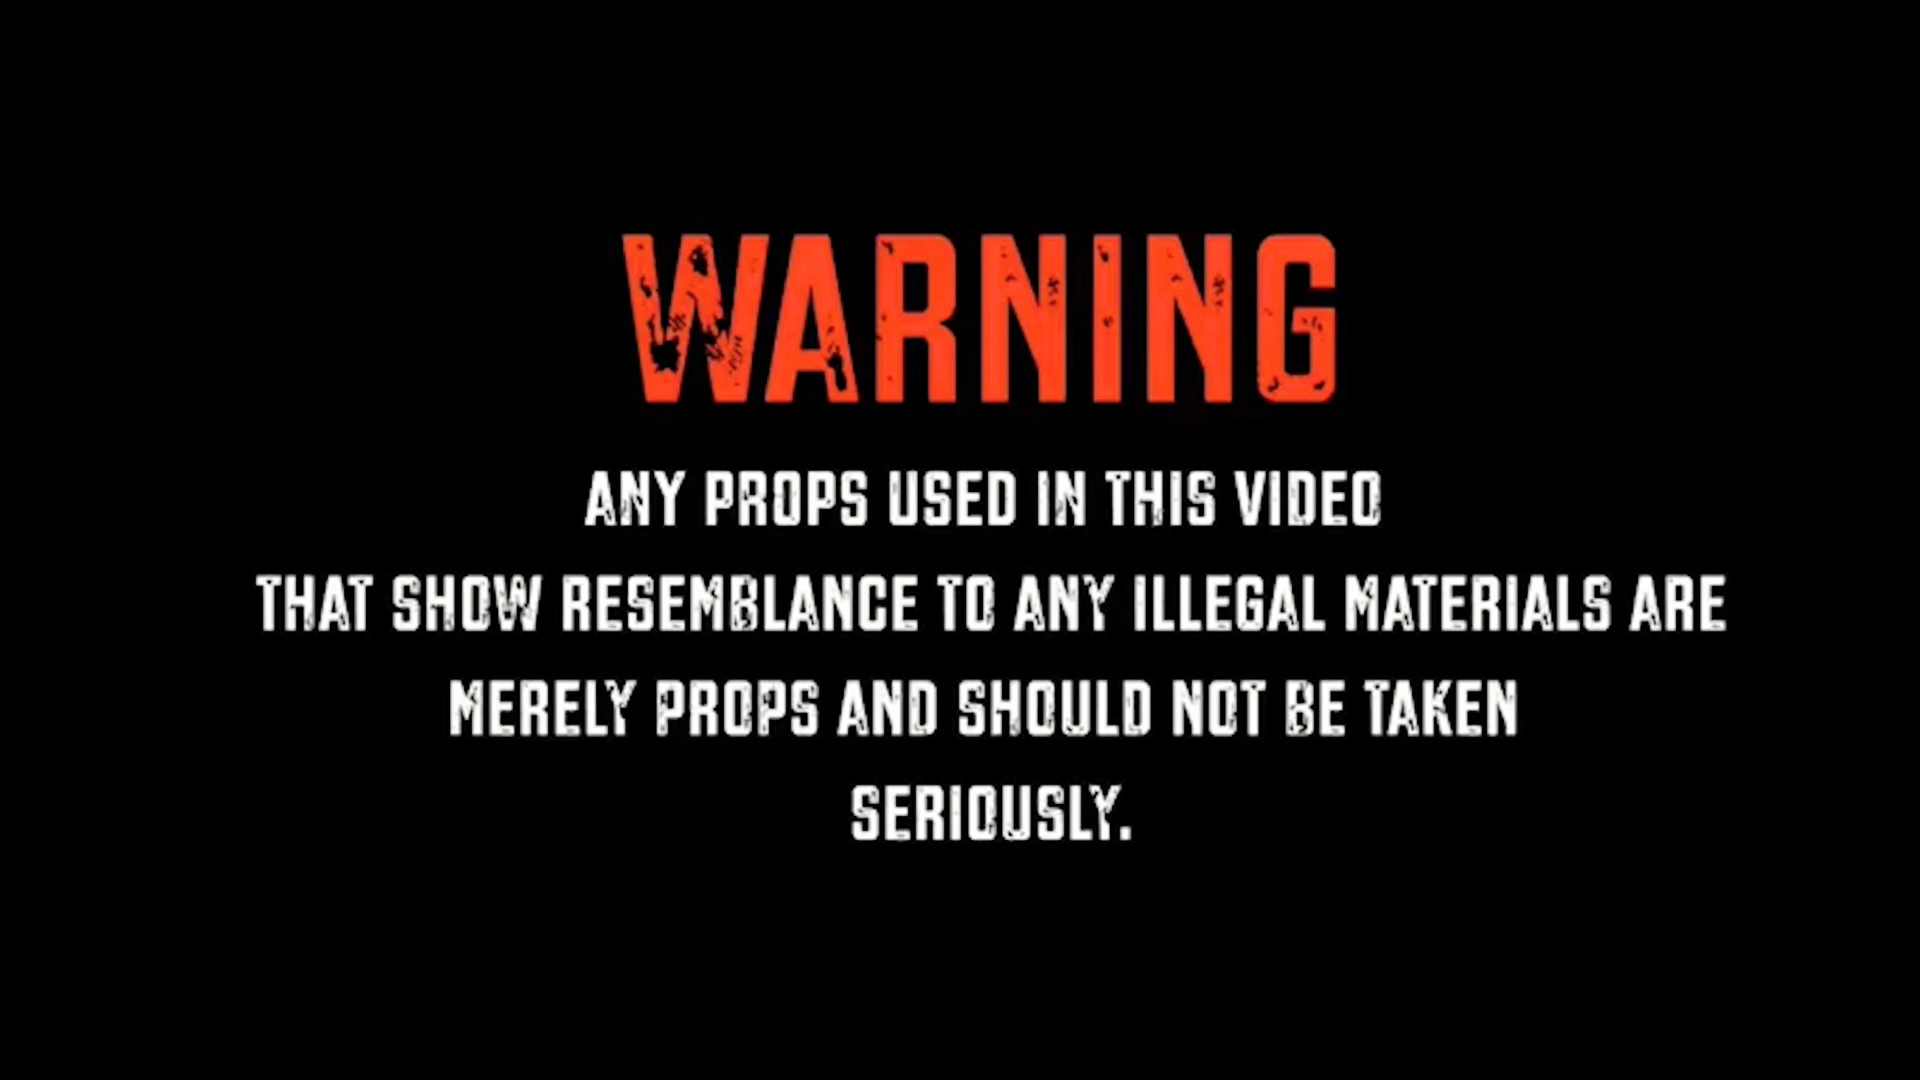 WARNING
ANY PROPS USED IN THIS VIDEO
THAT SHOW RESEMBLANCE TO ANY ILLEGAL MATERIALS ARE
MERELY PROPS AND SHOULD NOT BE TAKEN
SERIOUSLY.